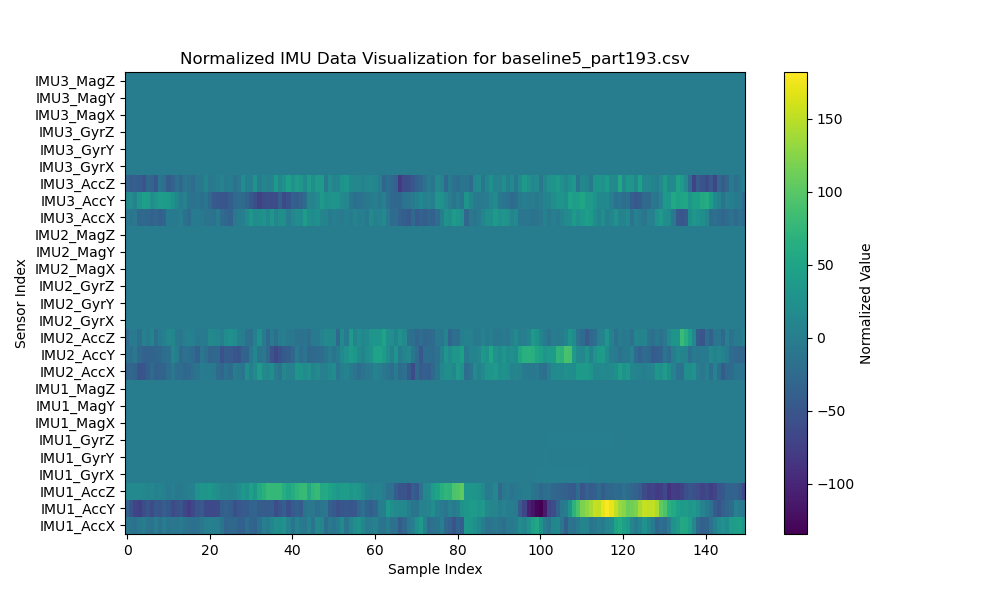 Normalized IMU Data Visualization for baseline5_part193.csv
IMU3_MagZ
IMU3_MagY
IMU3_MagX
IMU3_GyrZ
IMU3_GyrY
IMU3_GyrX
IMU3_AccZ
IMU3_AccY
IMU3_AccX
IMU2_MagZ
IMU2_MagY
IMU2_MagX
IMU2_GyrZ
IMU2_GyrY
IMU2_GyrX
IMU2_AccZ
IMU2_AccY
IMU2_AccX
IMU1_MagZ
IMU1_MagY
IMU1_MagX
IMU1_GyrZ
IMU1_GyrY
IMU1_GyrX
IMU1_AccZ
IMU1_AccY
IMU1_AccX
Sensor Index
0 20 40 60 80 100 120 140
Sample Index
150
100
50
0
−50
−100
Normalized Value